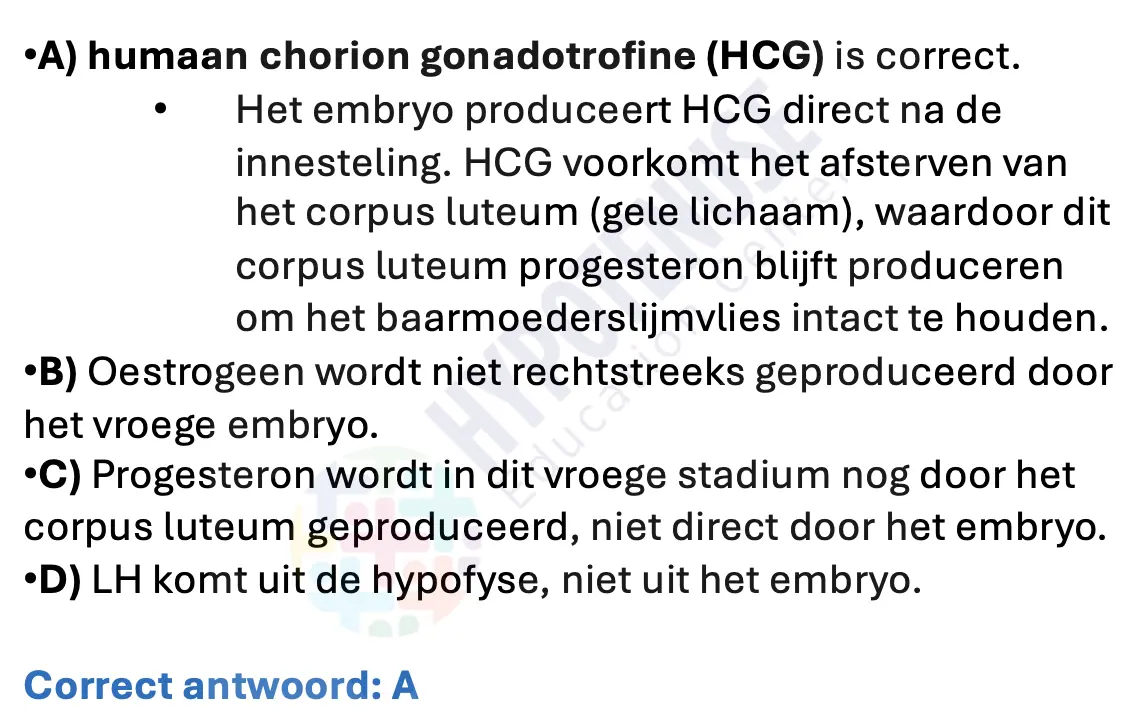 •A) humaan chorion gonadotrofine (HCG) is correct.
• Het embryo produceert HCG direct na de
innesteling. HCG voorkomt het afsterven van
het corpus luteum (gele lichaam), waardoor dit
corpus luteum progesteron blijft produceren
om het baarmoederslijmvlies intact te houden.
•B) Oestrogeen wordt niet rechtstreeks geproduceerd door
het vroege embryo.
•C) Progesteron wordt in dit vroege stadium nog door het
corpus luteum geproduceerd, niet direct door het embryo.
•D) LH komt uit de hypofyse, niet uit het embryo.
Correct antwoord: A
HYPOTENUSE
Education Center